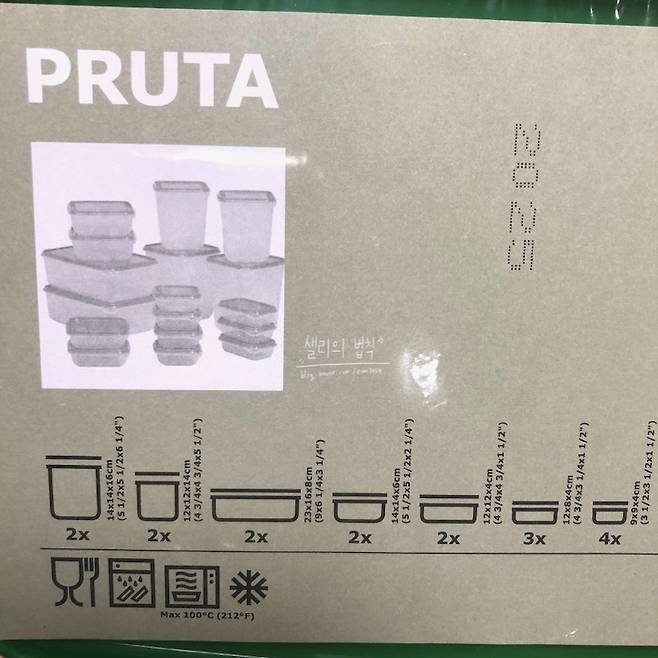 PRUTA
2025
샐리의 법칙
14x14x16cm
(5 1/2x5 1/2x6 1/4")
12x12x14cm
(4 3/4x4 3/4x5 1/2")
23x16x8cm
(9x6 1/4x3 1/4")
14x14x6cm
(5 1/2x5 1/2x2 1/4")
12x12x4cm
(4 3/4x4 3/4x1 1/2")
12x8x4cm
(4 3/4x3 1/4x1 1/2")
9x9x4cm
(3 1/2x3 1/2x1 1/2")
2x 2x 2x 2x 2x 3x 4x
Max 100°C (212°F)